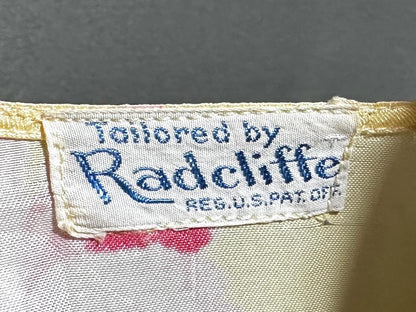 Tailored by
Radcliffe
REG.U.S.PAT.OFF.